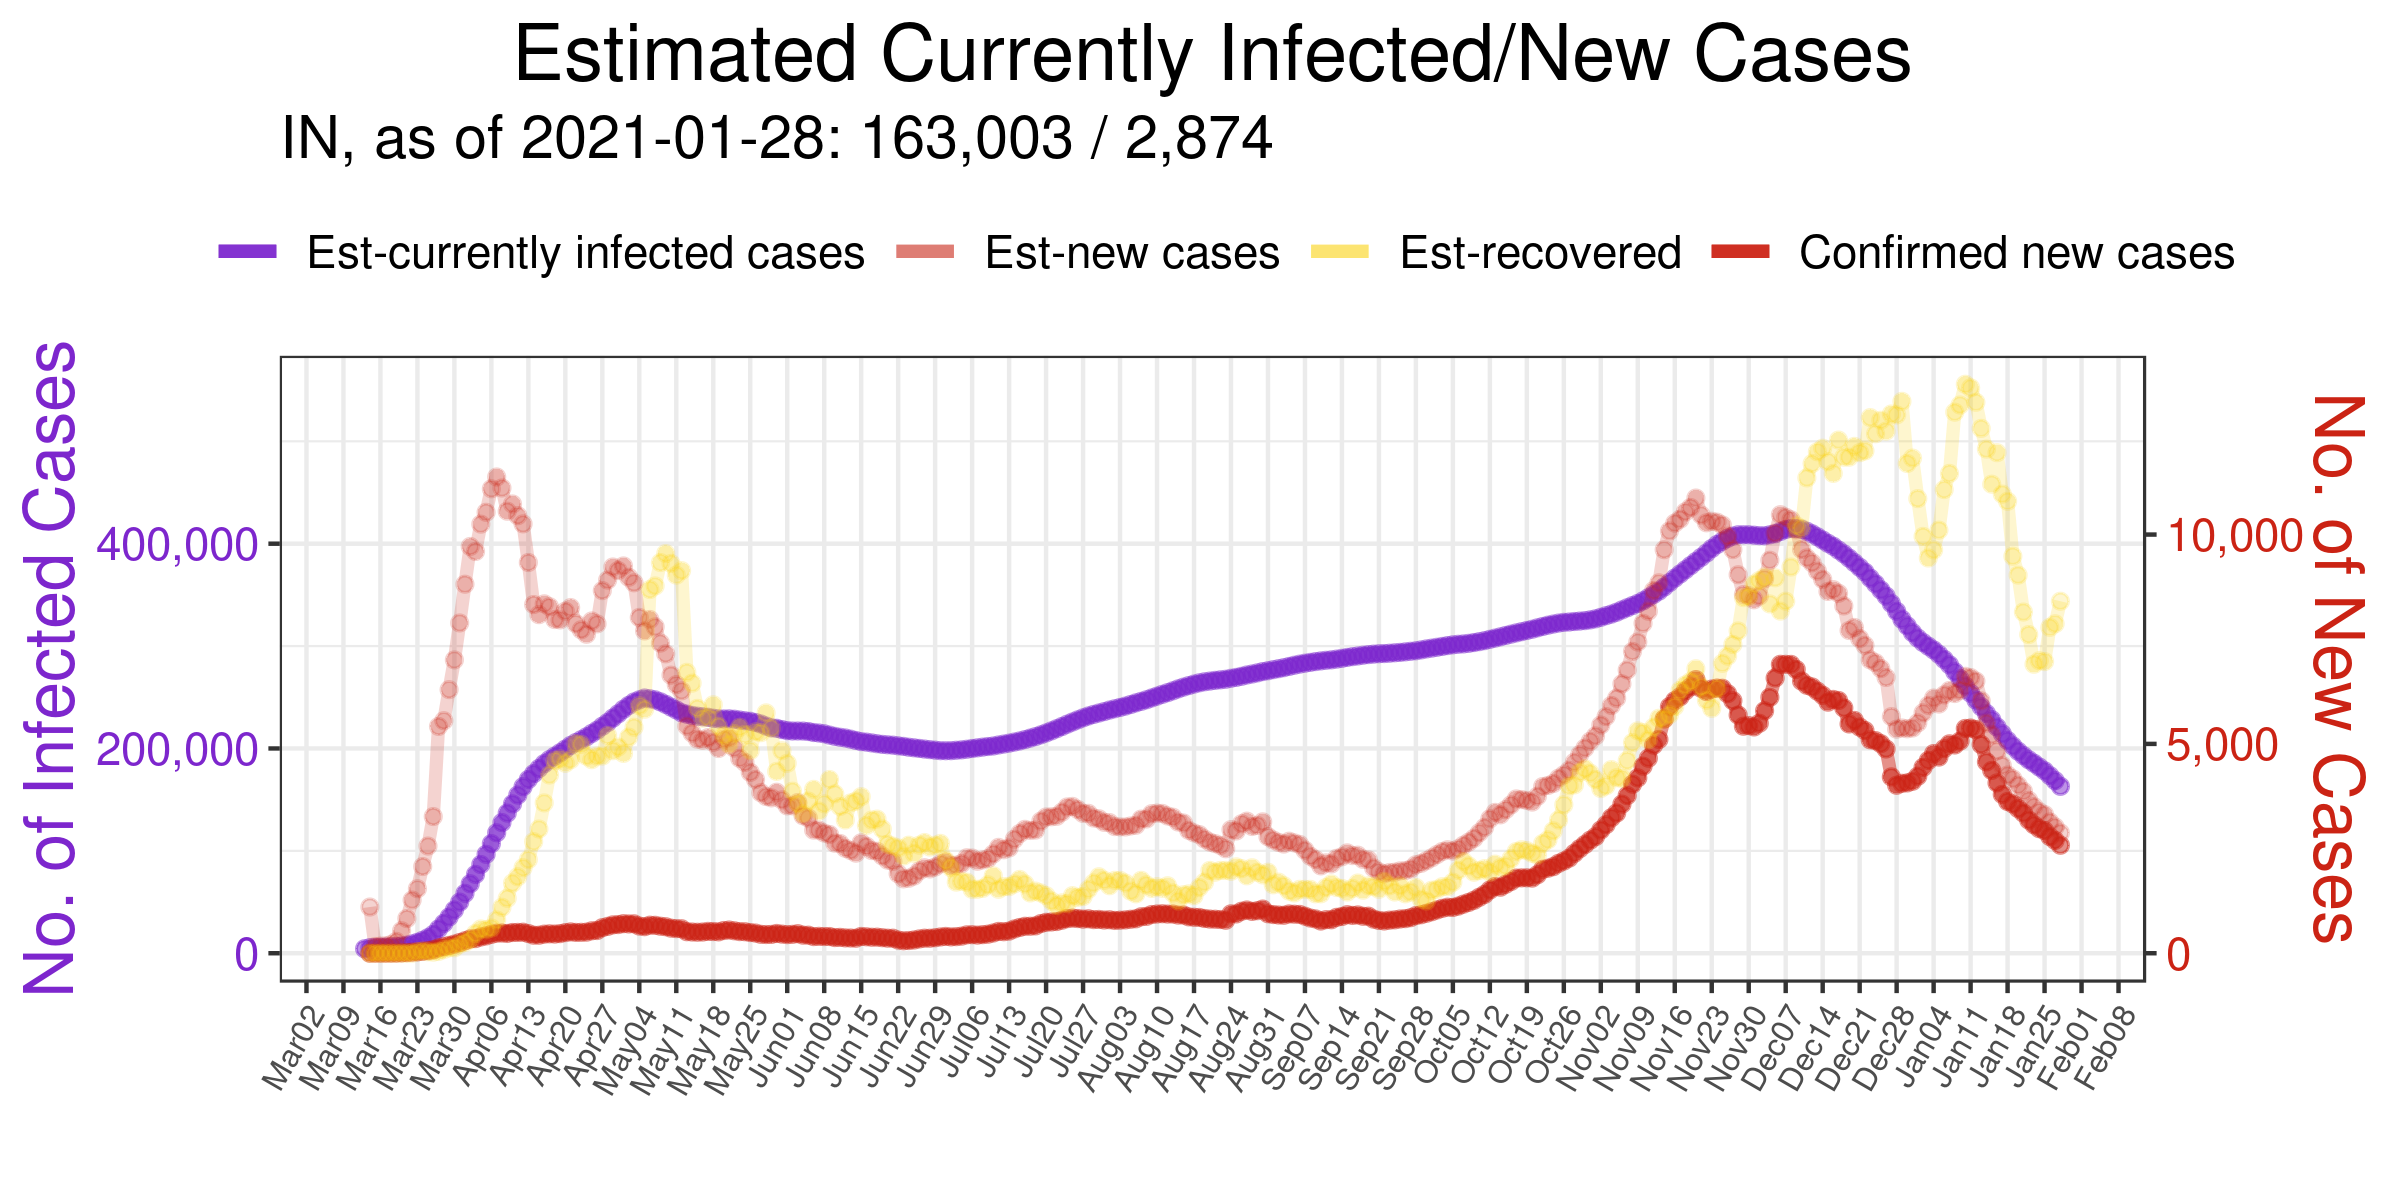 Estimated Currently Infected/New Cases
IN, as of 2021-01-28: 163,003 / 2,874
Est-currently infected cases Est-new cases Est-recovered Confirmed new cases
No. of Infected Cases
400,000
200,000
0
10,000
5,000
0
No. of New Cases
Mar02 Mar09 Mar16 Mar23 Mar30 Apr06 Apr13 Apr20 Apr27 May04 May11 May18 May25 Jun01 Jun08 Jun15 Jun22 Jun29 Jul06 Jul13 Jul20 Jul27 Aug03 Aug10 Aug17 Aug24 Aug31 Sep07 Sep14 Sep21 Sep28 Oct05 Oct12 Oct19 Oct26 Nov02 Nov09 Nov16 Nov23 Nov30 Dec07 Dec14 Dec21 Dec28 Jan04 Jan11 Jan18 Jan25 Feb01 Feb08